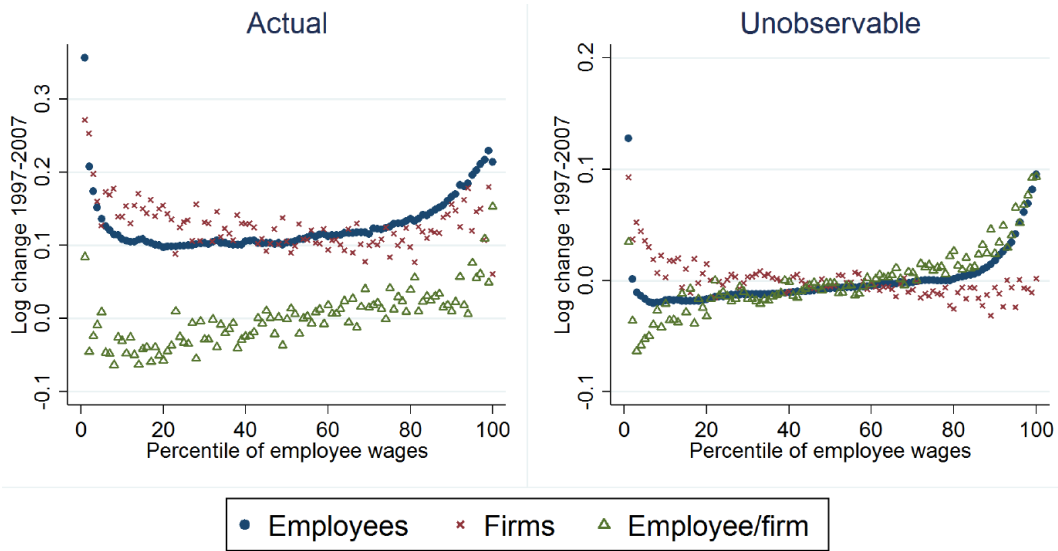 Actual
Unobservable
Log change 1997-2007
0.3
0.2
0.1
0.0
-0.1
0 20 40 60 80 100
Percentile of employee wages
Log change 1997-2007
0.2
0.1
0.0
-0.1
0 20 40 60 80 100
Percentile of employee wages
Employees Firms Employee/firm